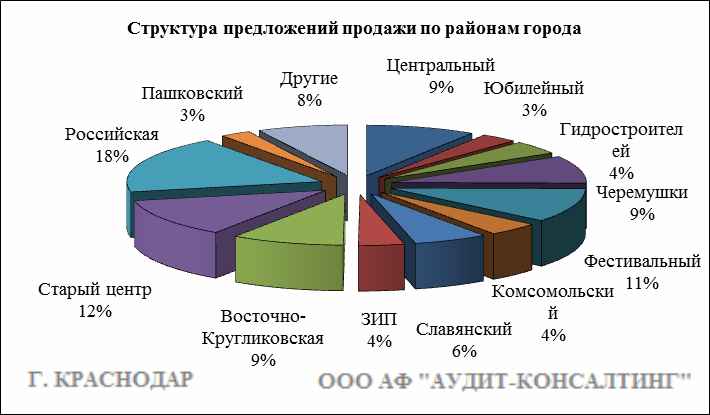 Структура предложений продажи по районам города
Центральный
9%
Юбилейный
3%
Гидростроител
ей
4%
Черемушки
9%
Фестивальный
11%
Комсомольски
й
4%
Славянский
6%
ЗИП
4%
Восточно-
Кругликовская
9%
Старый центр
12%
Российская
18%
Пашковский
3%
Другие
8%
Г. КРАСНОДАР
ООО АФ "АУДИТ-КОНСАЛТИНГ"